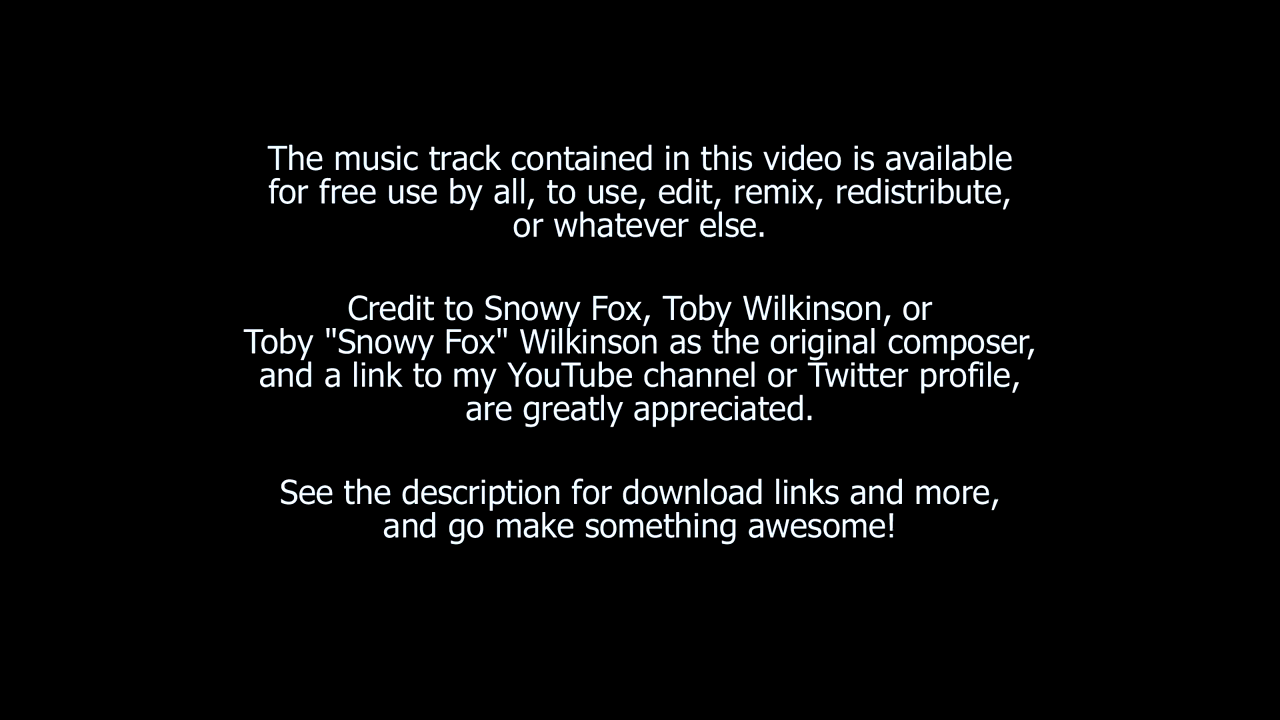 The music track contained in this video is available
for free use by all, to use, edit, remix, redistribute,
or whatever else.
Credit to Snowy Fox, Toby Wilkinson, or
Toby "Snowy Fox" Wilkinson as the original composer,
and a link to my YouTube channel or Twitter profile,
are greatly appreciated.
See the description for download links and more,
and go make something awesome!